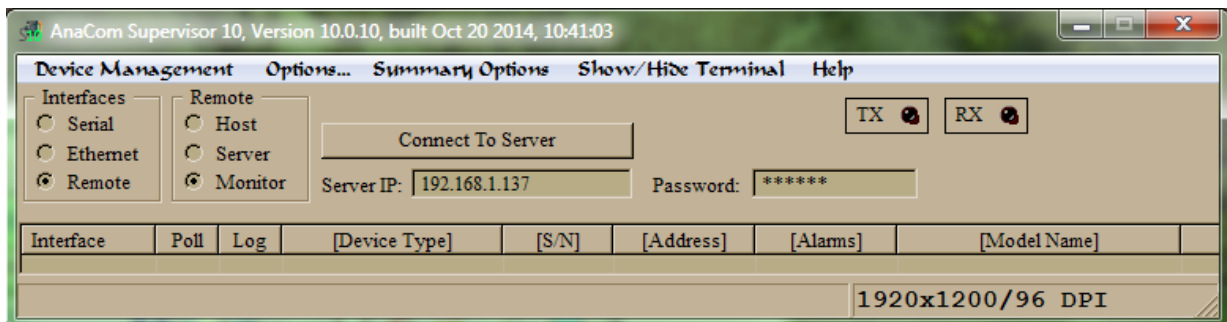 AnaCom Supervisor 10, Version 10.0.10, built Oct 20 2014, 10:41:03
Device Management Options... Summary Options Show/Hide Terminal Help
Interfaces Remote
Serial Host TX RX
Connect To Server
Ethernet Server
Remote Monitor Server IP: 192.168.1.137 Password: ******
Interface Poll Log [Device Type] [S/N] [Address] [Alarms] [Model Name]
1920x1200/96 DPI